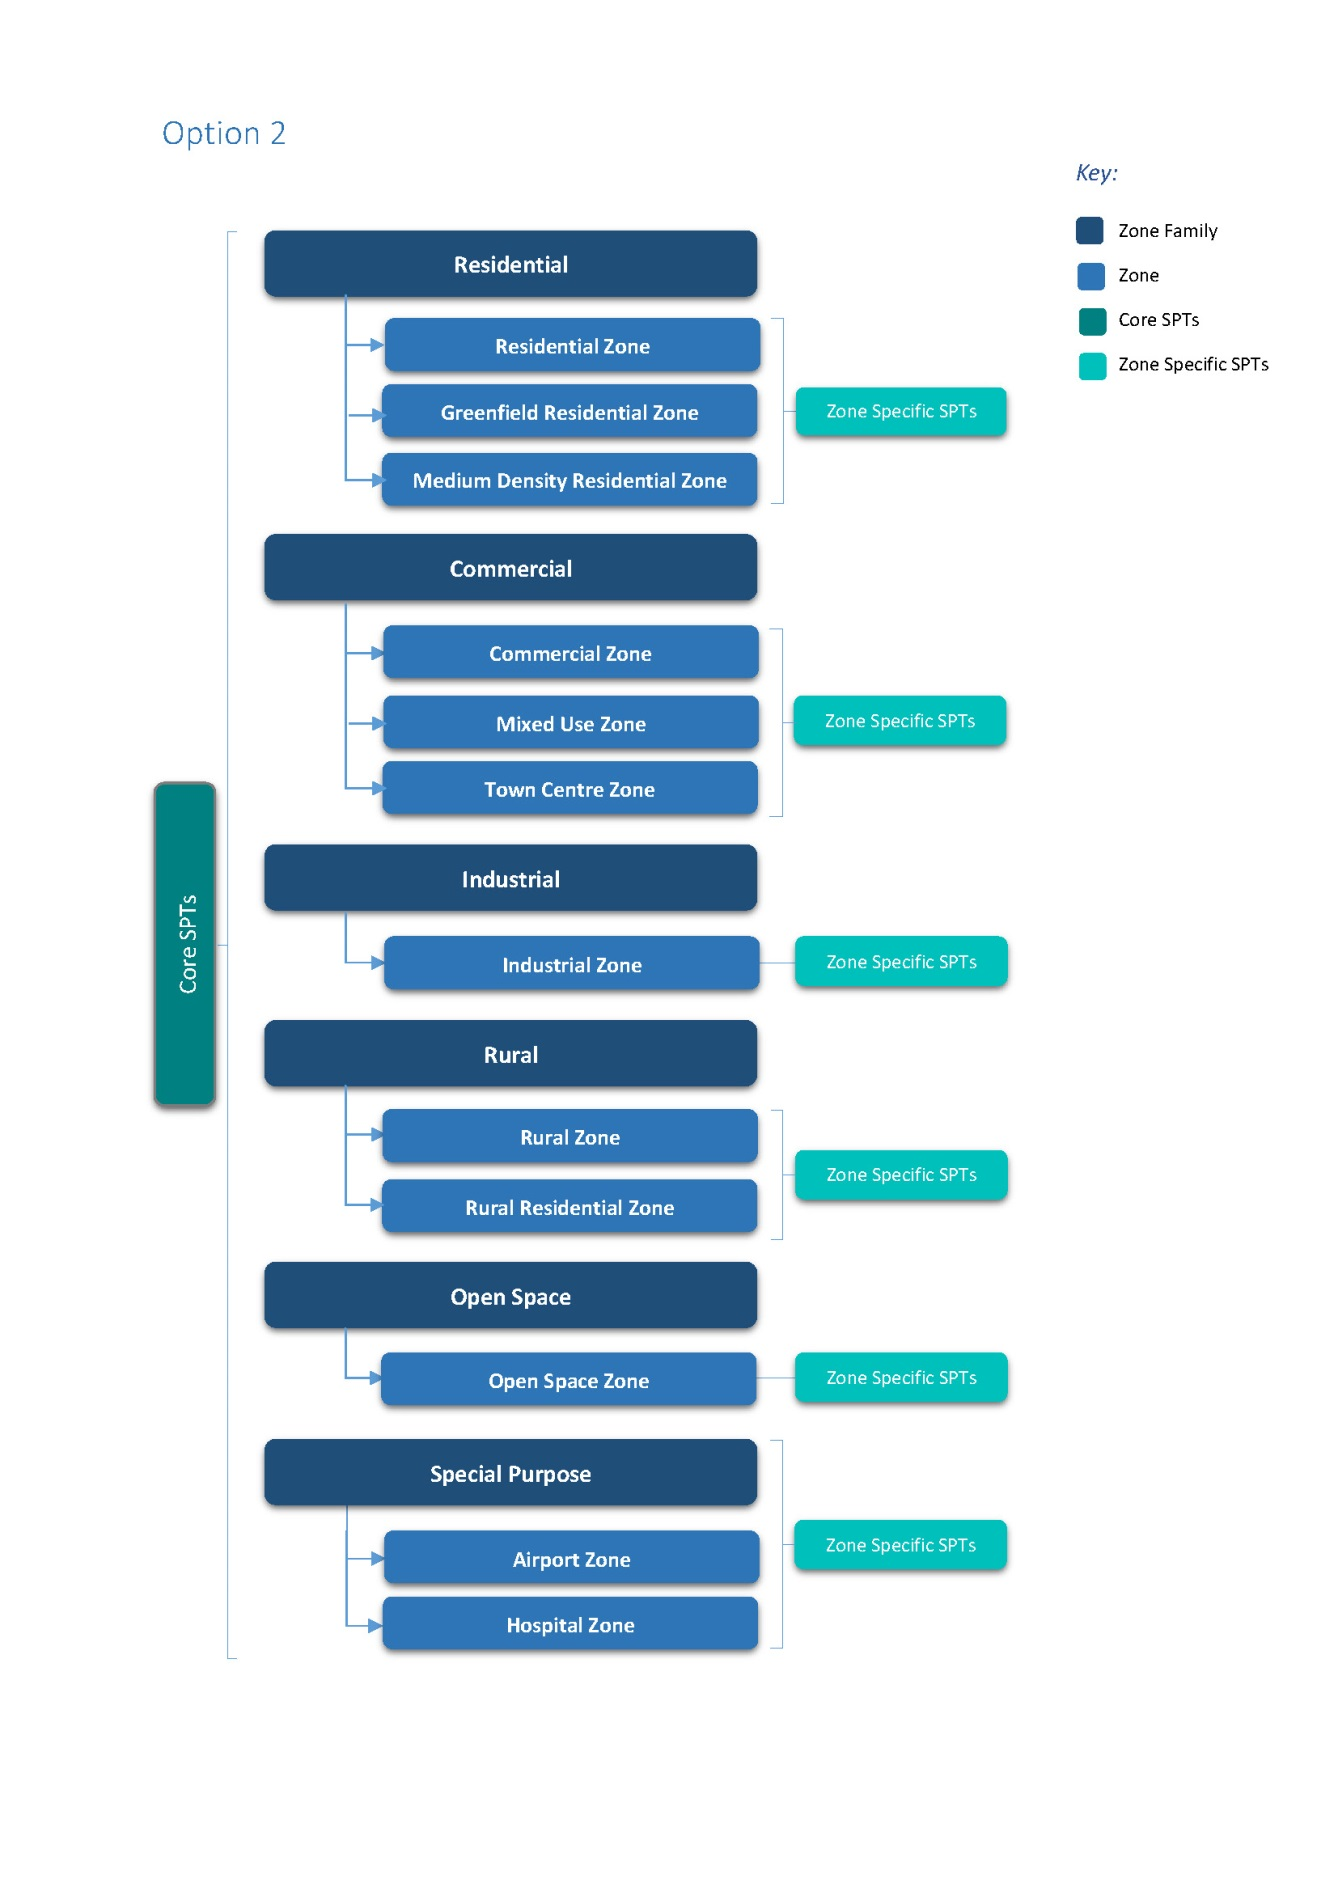 Option 2
Key:
Zone Family
Zone
Core SPTs
Zone Specific SPTs
Residential
Residential Zone
Greenfield Residential Zone
Medium Density Residential Zone
Zone Specific SPTs
Commercial
Commercial Zone
Mixed Use Zone
Town Centre Zone
Zone Specific SPTs
Core SPTs
Industrial
Industrial Zone
Zone Specific SPTs
Rural
Rural Zone
Rural Residential Zone
Zone Specific SPTs
Open Space
Open Space Zone
Zone Specific SPTs
Special Purpose
Airport Zone
Hospital Zone
Zone Specific SPTs